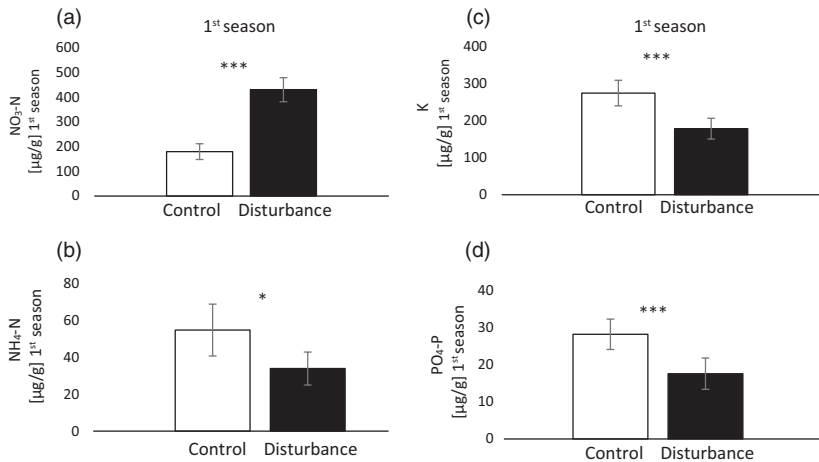 (a)
1st season
NO₃-N
[µg/g] 1st season
600
500
400
300
200
100
0
***
Control Disturbance
(b)
NH₄-N
[µg/g] 1st season
80
60
40
20
0
*
Control Disturbance
(c)
1st season
K
[µg/g] 1st season
400
300
200
100
0
***
Control Disturbance
(d)
PO₄-P
[µg/g] 1st season
40
30
20
10
0
***
Control Disturbance